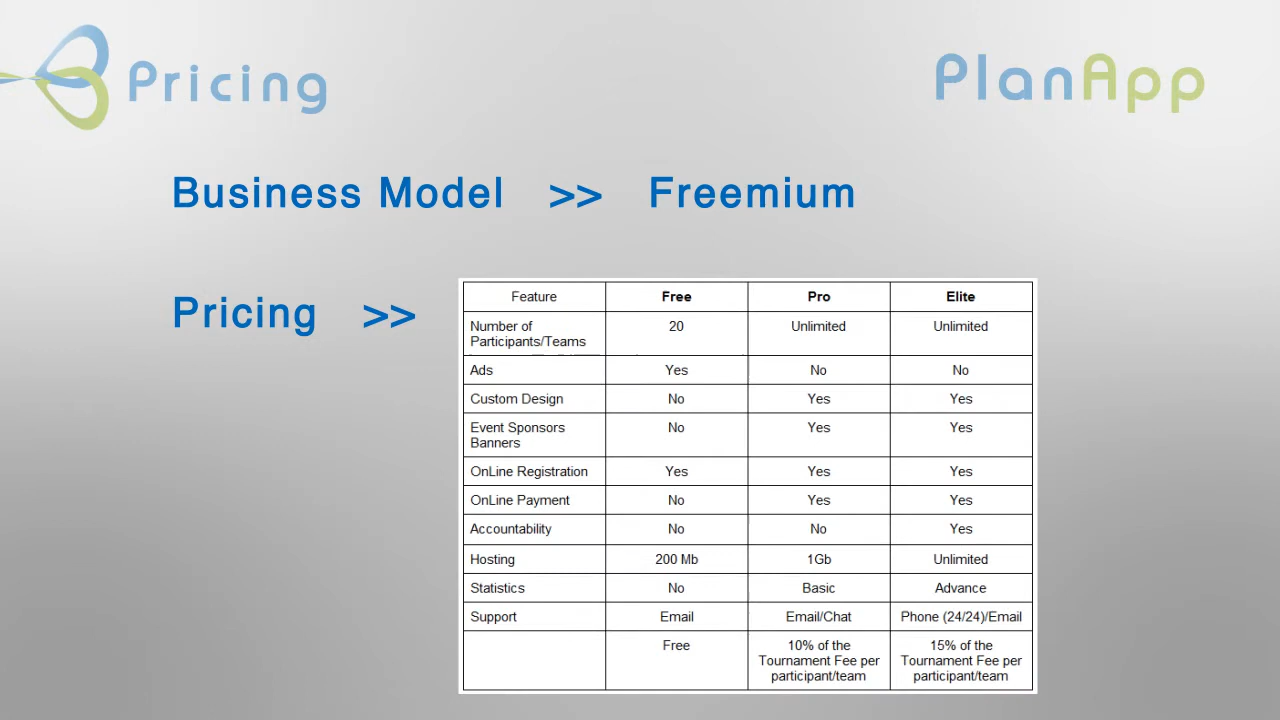 Pricing
PlanApp
Business Model >> Freemium
Pricing >>
Feature Free Pro Elite
Number of
Participants/Teams 20 Unlimited Unlimited
Ads Yes No No
Custom Design No Yes Yes
Event Sponsors
Banners No Yes Yes
OnLine Registration Yes Yes Yes
OnLine Payment No Yes Yes
Accountability No No Yes
Hosting 200 Mb 1Gb Unlimited
Statistics No Basic Advance
Support Email Email/Chat Phone (24/24)/Email
Free 10% of the 15% of the
Tournament Fee per Tournament Fee per
participant/team participant/team